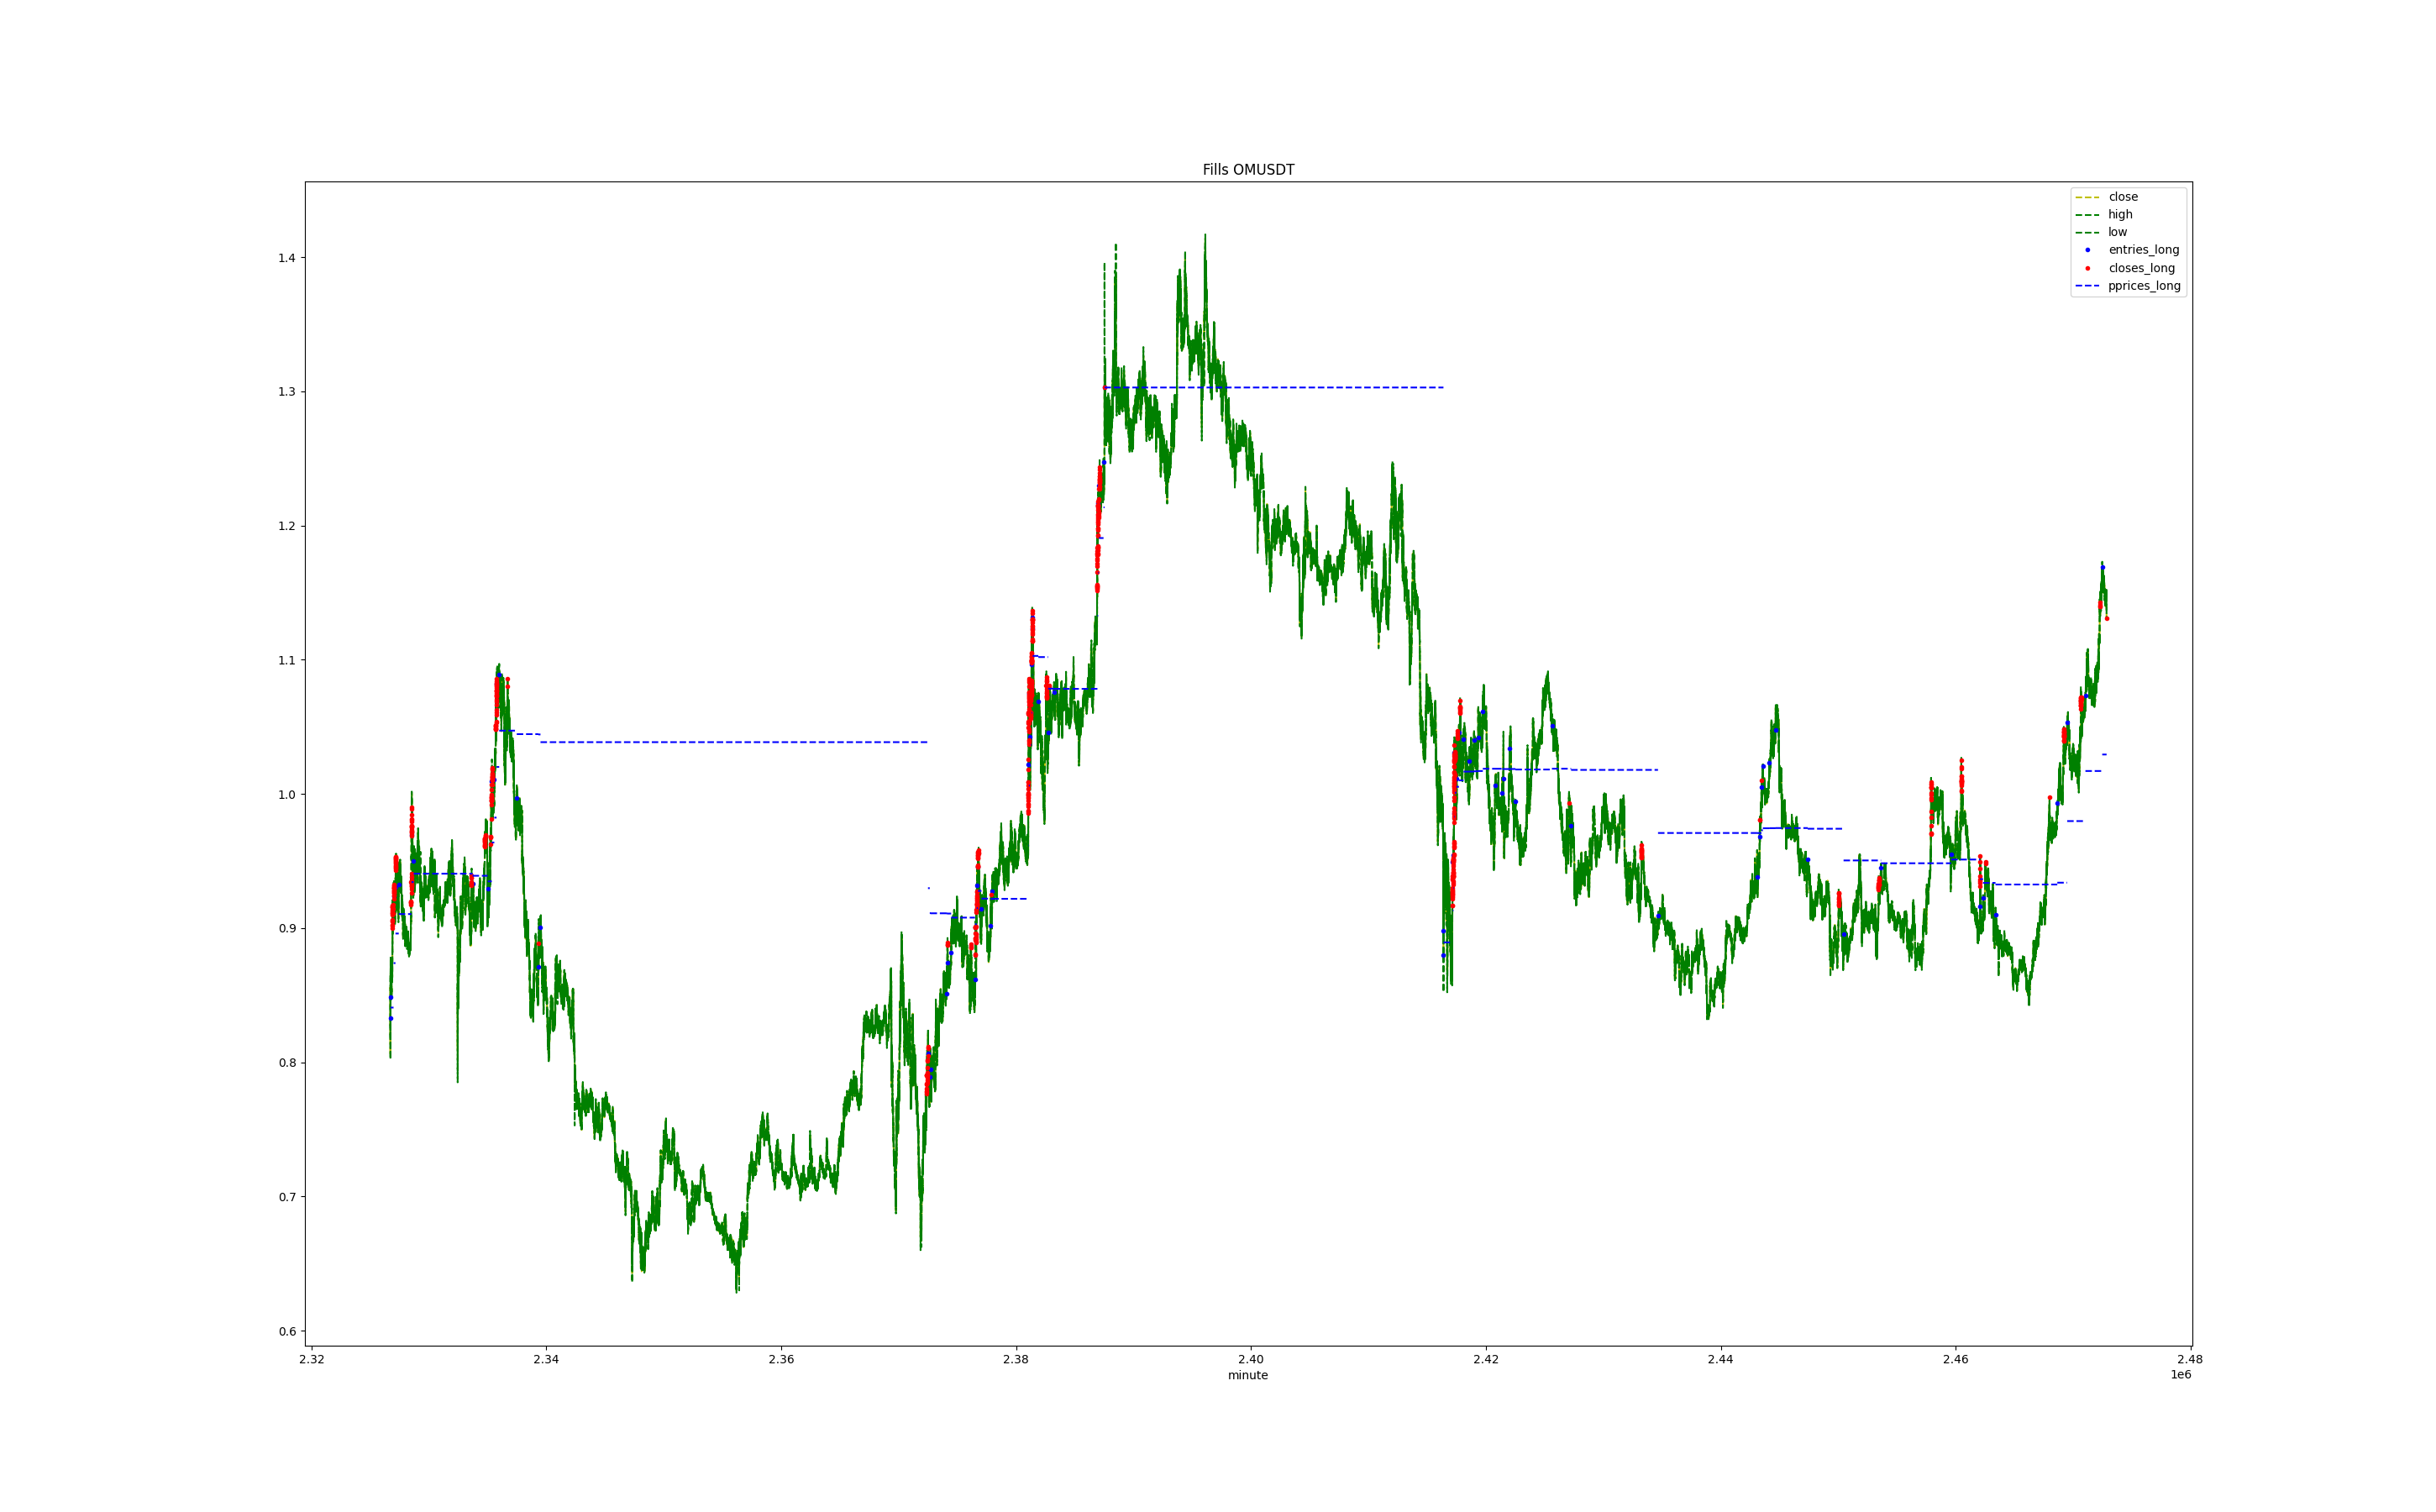 Fills OMUSDT
close
high
low
entries_long
closes_long
pprices_long
1.4
1.3
1.2
1.1
1.0
0.9
0.8
0.7
0.6
2.32 2.34 2.36 2.38 2.40 2.42 2.44 2.46 2.48
minute
1e6